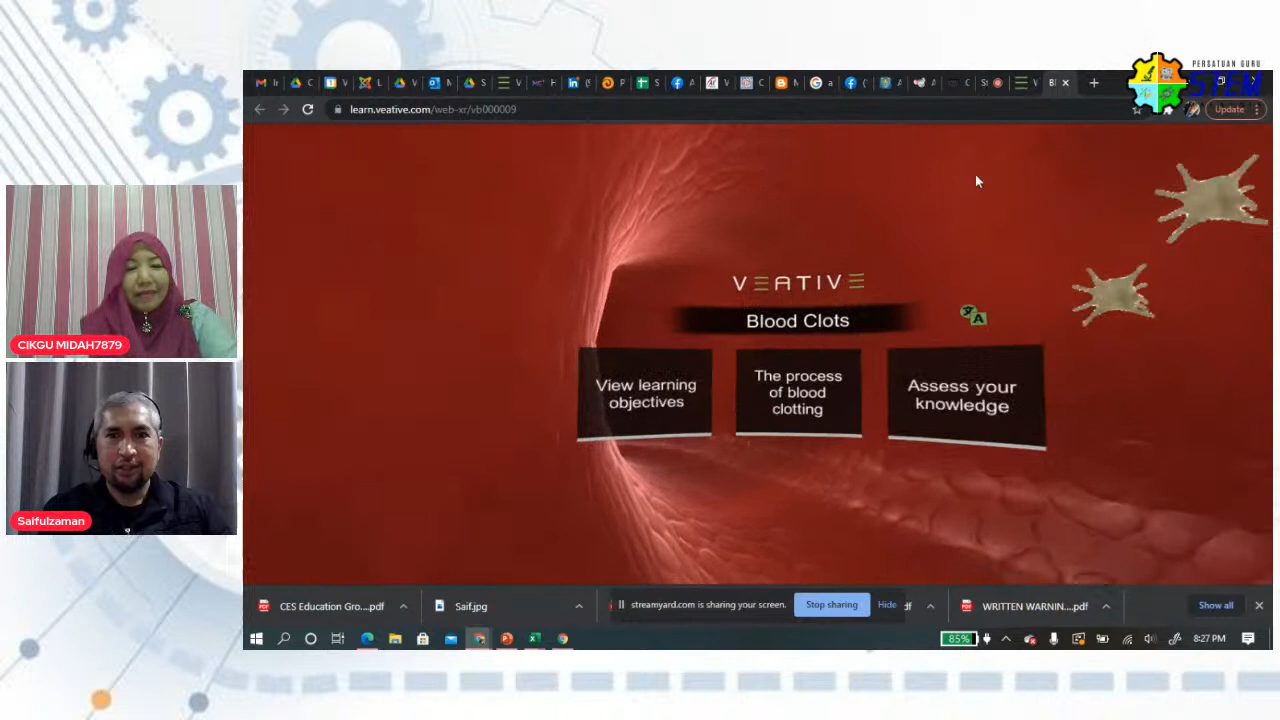 PERSATUAN GURU
STEM
learn.veative.com/web-xr/vb000009
Update
VEATIVE
Blood Clots
View learning
objectives
The process
of blood
clotting
Assess your
knowledge
CIKGU MIDAH7879
Saifulzaman
CES Education Gro....pdf
Saif.jpg
streamyard.com is sharing your screen.
Stop sharing
Hide
WRITTEN WARNIN....pdf
Show all
85%
8:27 PM